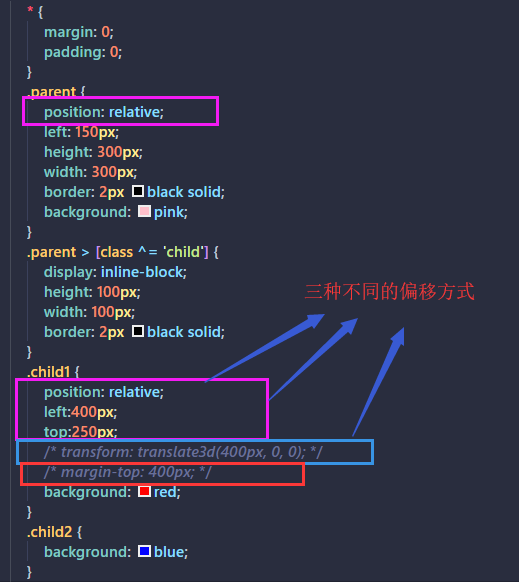 * {
margin: 0;
padding: 0;
}
.parent {
position: relative;
left: 150px;
height: 300px;
width: 300px;
border: 2px black solid;
background: pink;
}
.parent > [class ^= 'child'] {
display: inline-block;
height: 100px;
width: 100px;
border: 2px black solid;
}
三种不同的偏移方式
.child1 {
position: relative;
left:400px;
top:250px;
/* transform: translate3d(400px, 0, 0); */
/* margin-top: 400px; */
background: red;
}
.child2 {
background: blue;
}